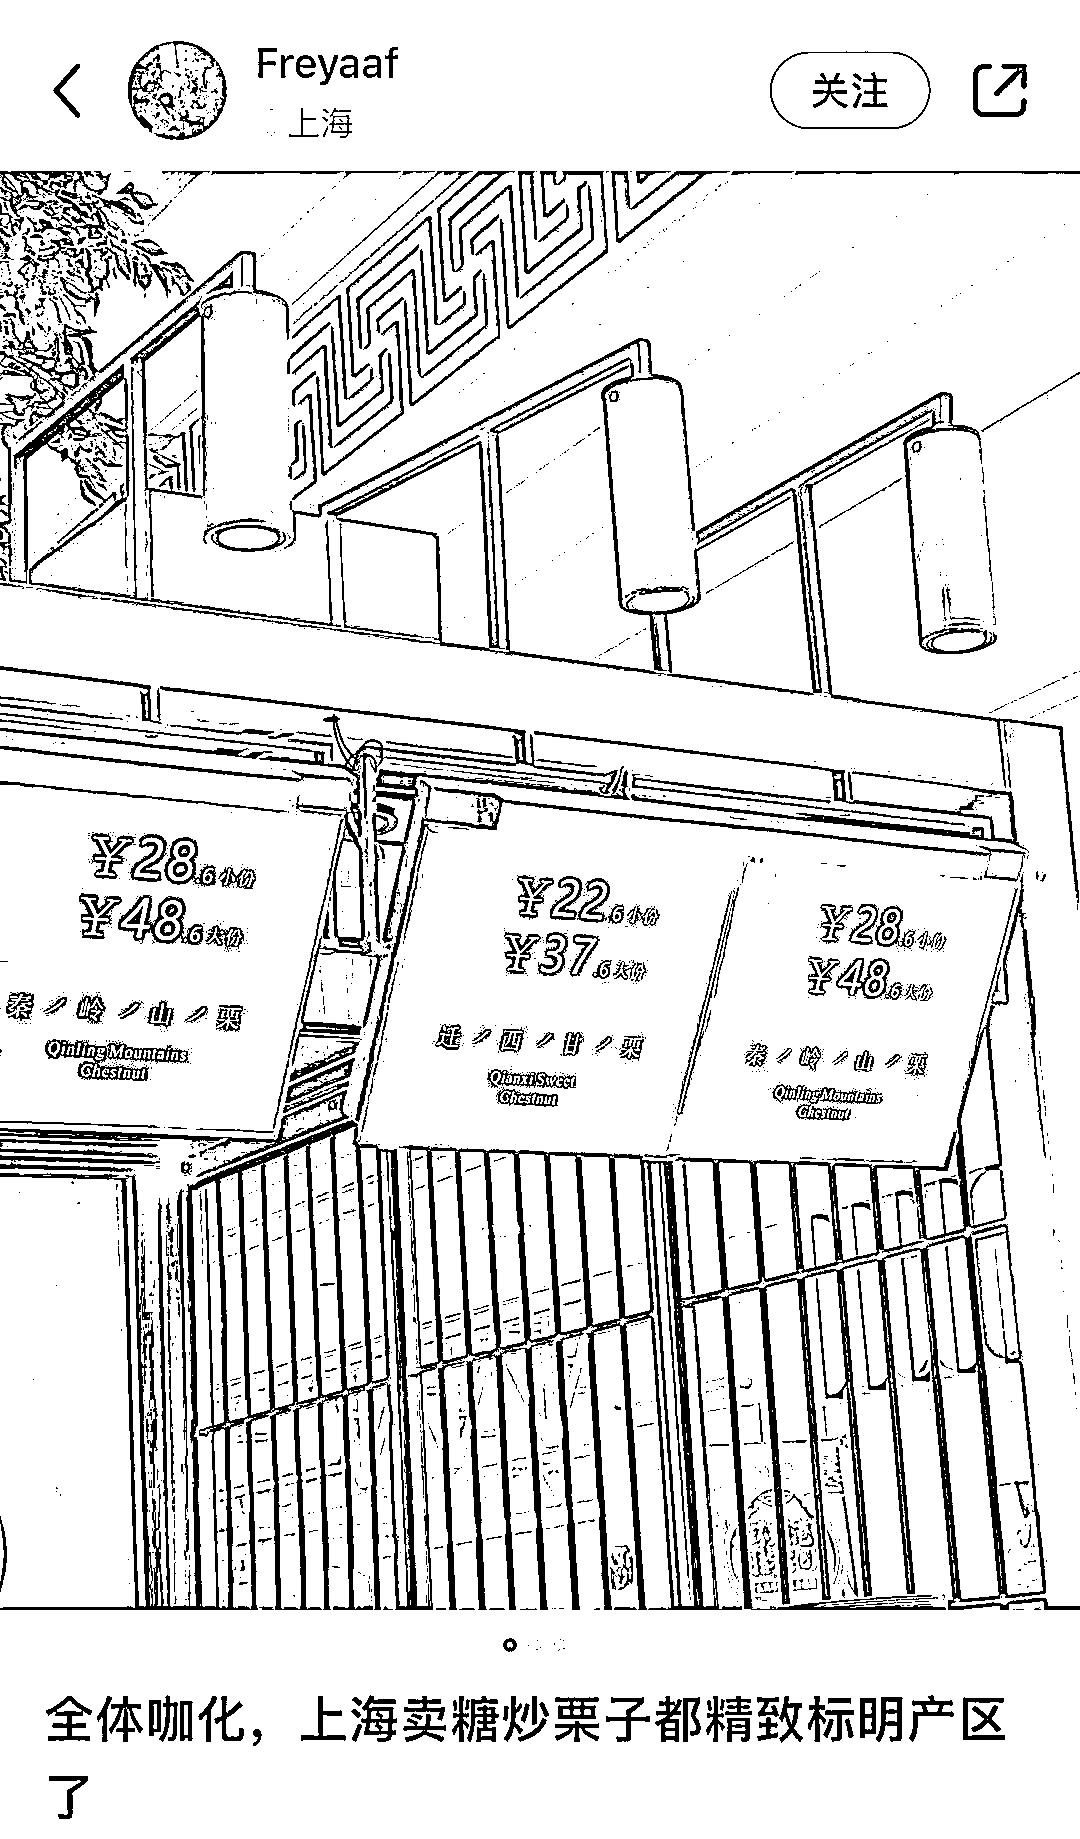 Freyaaf
上海
关注
¥28.6小份
¥48.6大份
秦/岭/山/栗
Qinling Mountains
Chestnut
¥22.6小份
¥37.6大份
迁/西/甘/栗
Qianxi Sweet
Chestnut
¥28.6小份
¥48.6大份
秦/岭/山/栗
Qinling Mountains
Chestnut
全体咖化，上海卖糖炒栗子都精致标明产区
了